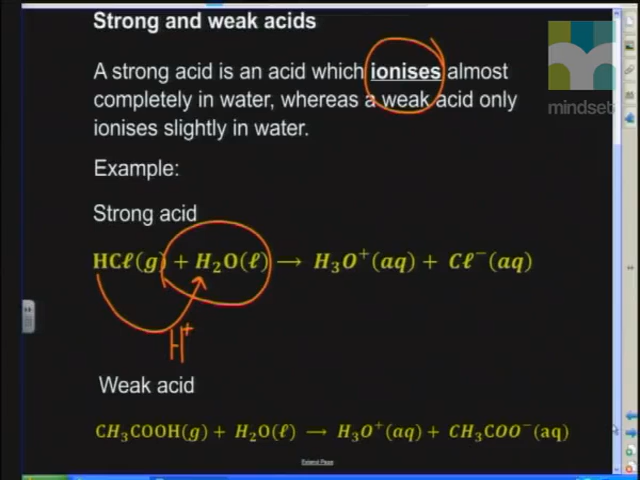 Strong and weak acids
A strong acid is an acid which ionises almost
completely in water, whereas a weak acid only
ionises slightly in water.
mindset
Example:
Strong acid
HCℓ(g) + H₂O(ℓ) → H₃O⁺(aq) + Cℓ⁻(aq)
H⁺
Weak acid
CH₃COOH(g) + H₂O(ℓ) → H₃O⁺(aq) + CH₃COO⁻(aq)
Extend Page